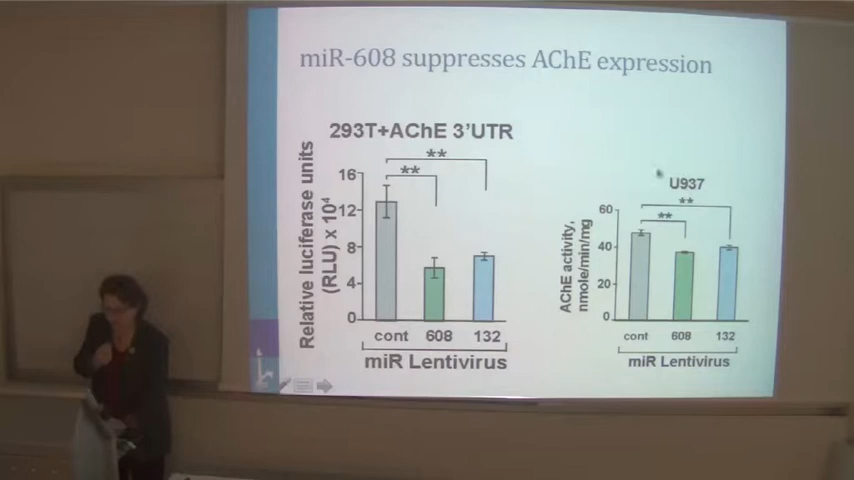 miR-608 suppresses AChE expression
293T+AChE 3'UTR
Relative luciferase units
(RLU) x 10⁴
16
12
8
4
0
**
**
cont 608 132
miR Lentivirus
U937
AChE activity,
nmole/min/mg
60
40
20
0
**
**
cont 608 132
miR Lentivirus